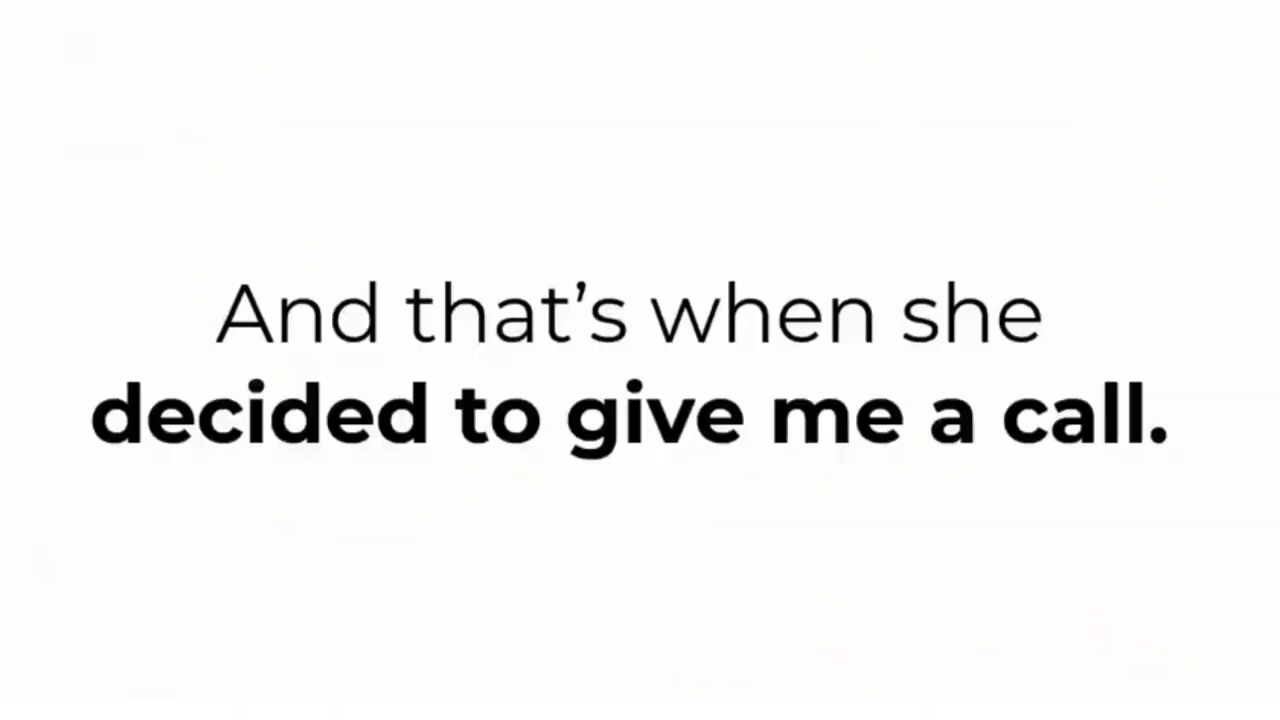 And that’s when she
decided to give me a call.